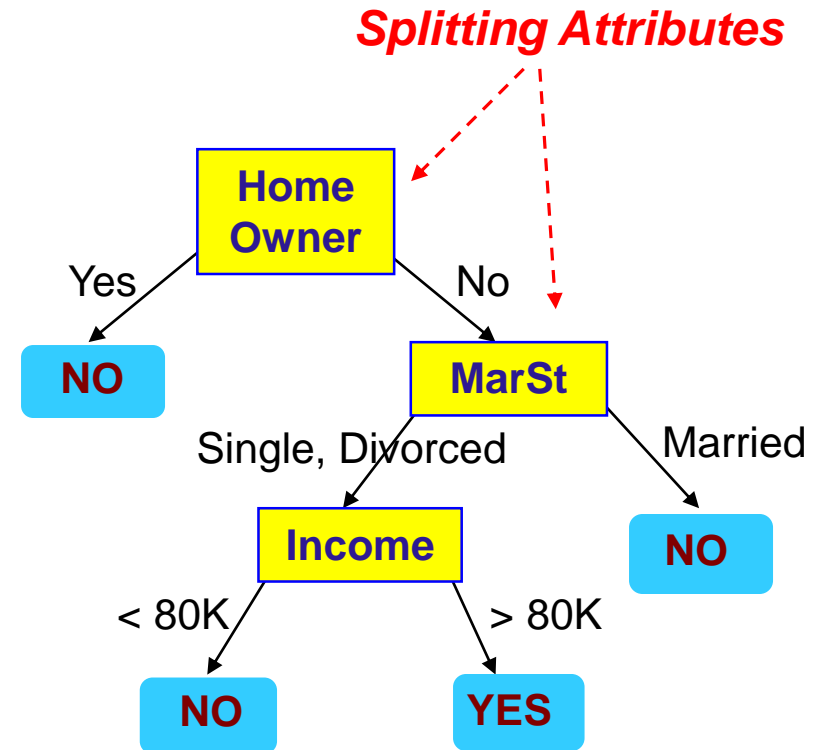 Splitting Attributes
Home
Owner
Yes
No
NO
MarSt
Single, Divorced
Married
Income
NO
< 80K
> 80K
NO
YES